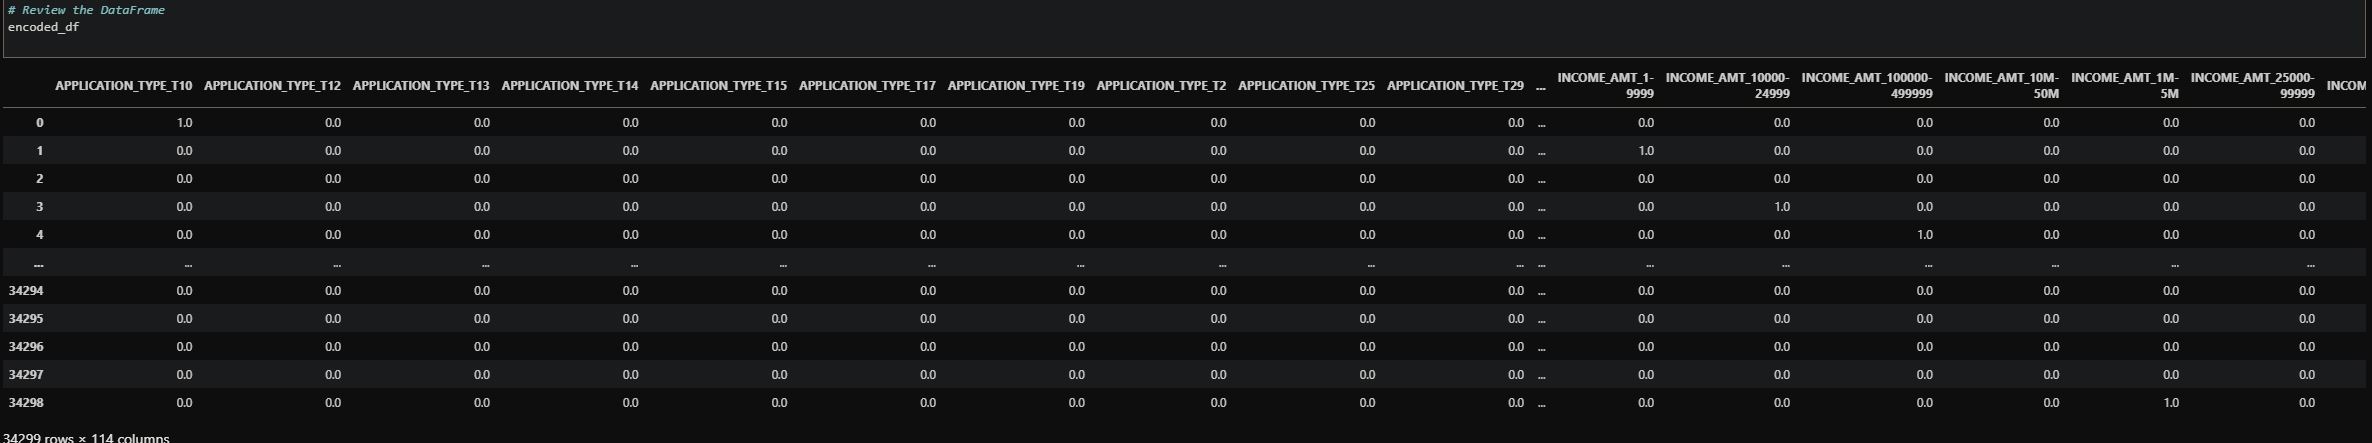 # Review the DataFrame
encoded_df
APPLICATION_TYPE_T10 APPLICATION_TYPE_T12 APPLICATION_TYPE_T13 APPLICATION_TYPE_T14 APPLICATION_TYPE_T15 APPLICATION_TYPE_T17 APPLICATION_TYPE_T19 APPLICATION_TYPE_T2 APPLICATION_TYPE_T25 APPLICATION_TYPE_T29 ... INCOME_AMT_1-9999 INCOME_AMT_10000-24999 INCOME_AMT_100000-499999 INCOME_AMT_10M-50M INCOME_AMT_1M-5M INCOME_AMT_25000-99999 INCOM
0 1.0 0.0 0.0 0.0 0.0 0.0 0.0 0.0 0.0 0.0 ... 0.0 0.0 0.0 0.0 0.0 0.0
1 0.0 0.0 0.0 0.0 0.0 0.0 0.0 0.0 0.0 0.0 ... 1.0 0.0 0.0 0.0 0.0 0.0
2 0.0 0.0 0.0 0.0 0.0 0.0 0.0 0.0 0.0 0.0 ... 0.0 0.0 0.0 0.0 0.0 0.0
3 0.0 0.0 0.0 0.0 0.0 0.0 0.0 0.0 0.0 0.0 ... 0.0 1.0 0.0 0.0 0.0 0.0
4 0.0 0.0 0.0 0.0 0.0 0.0 0.0 0.0 0.0 0.0 ... 0.0 0.0 1.0 0.0 0.0 0.0
... ... ... ... ... ... ... ... ... ... ... ... ... ... ... ... ... ...
34294 0.0 0.0 0.0 0.0 0.0 0.0 0.0 0.0 0.0 0.0 ... 0.0 0.0 0.0 0.0 0.0 0.0
34295 0.0 0.0 0.0 0.0 0.0 0.0 0.0 0.0 0.0 0.0 ... 0.0 0.0 0.0 0.0 0.0 0.0
34296 0.0 0.0 0.0 0.0 0.0 0.0 0.0 0.0 0.0 0.0 ... 0.0 0.0 0.0 0.0 0.0 0.0
34297 0.0 0.0 0.0 0.0 0.0 0.0 0.0 0.0 0.0 0.0 ... 0.0 0.0 0.0 0.0 0.0 0.0
34298 0.0 0.0 0.0 0.0 0.0 0.0 0.0 0.0 0.0 0.0 ... 0.0 0.0 0.0 0.0 1.0 0.0
34299 rows × 114 columns